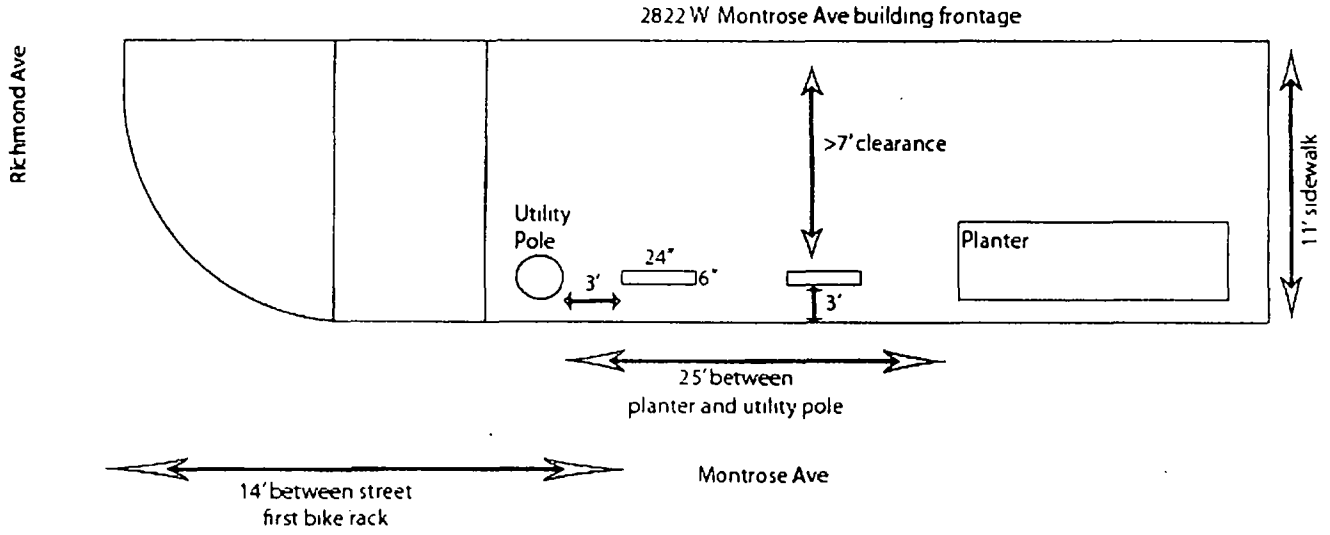 2822 W Montrose Ave building frontage
Richmond Ave
>7' clearance
11' sidewalk
Utility
Pole
Planter
24"
6"
3'
3'
25' between
planter and utility pole
Montrose Ave
14' between street
first bike rack